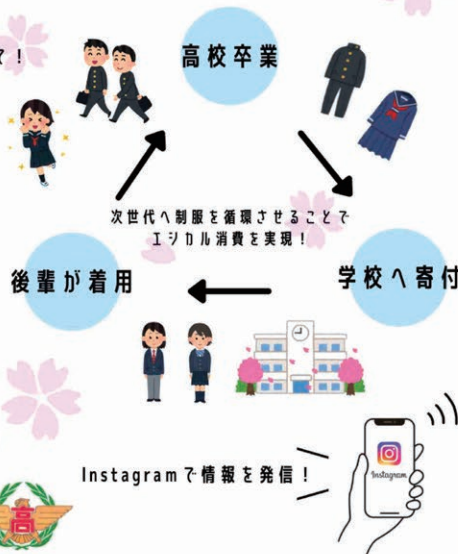 高校卒業
次世代へ制服を循環させることで
エシカル消費を実現！
後輩が着用
学校へ寄付
Instagramで情報を発信！
Instagram
高